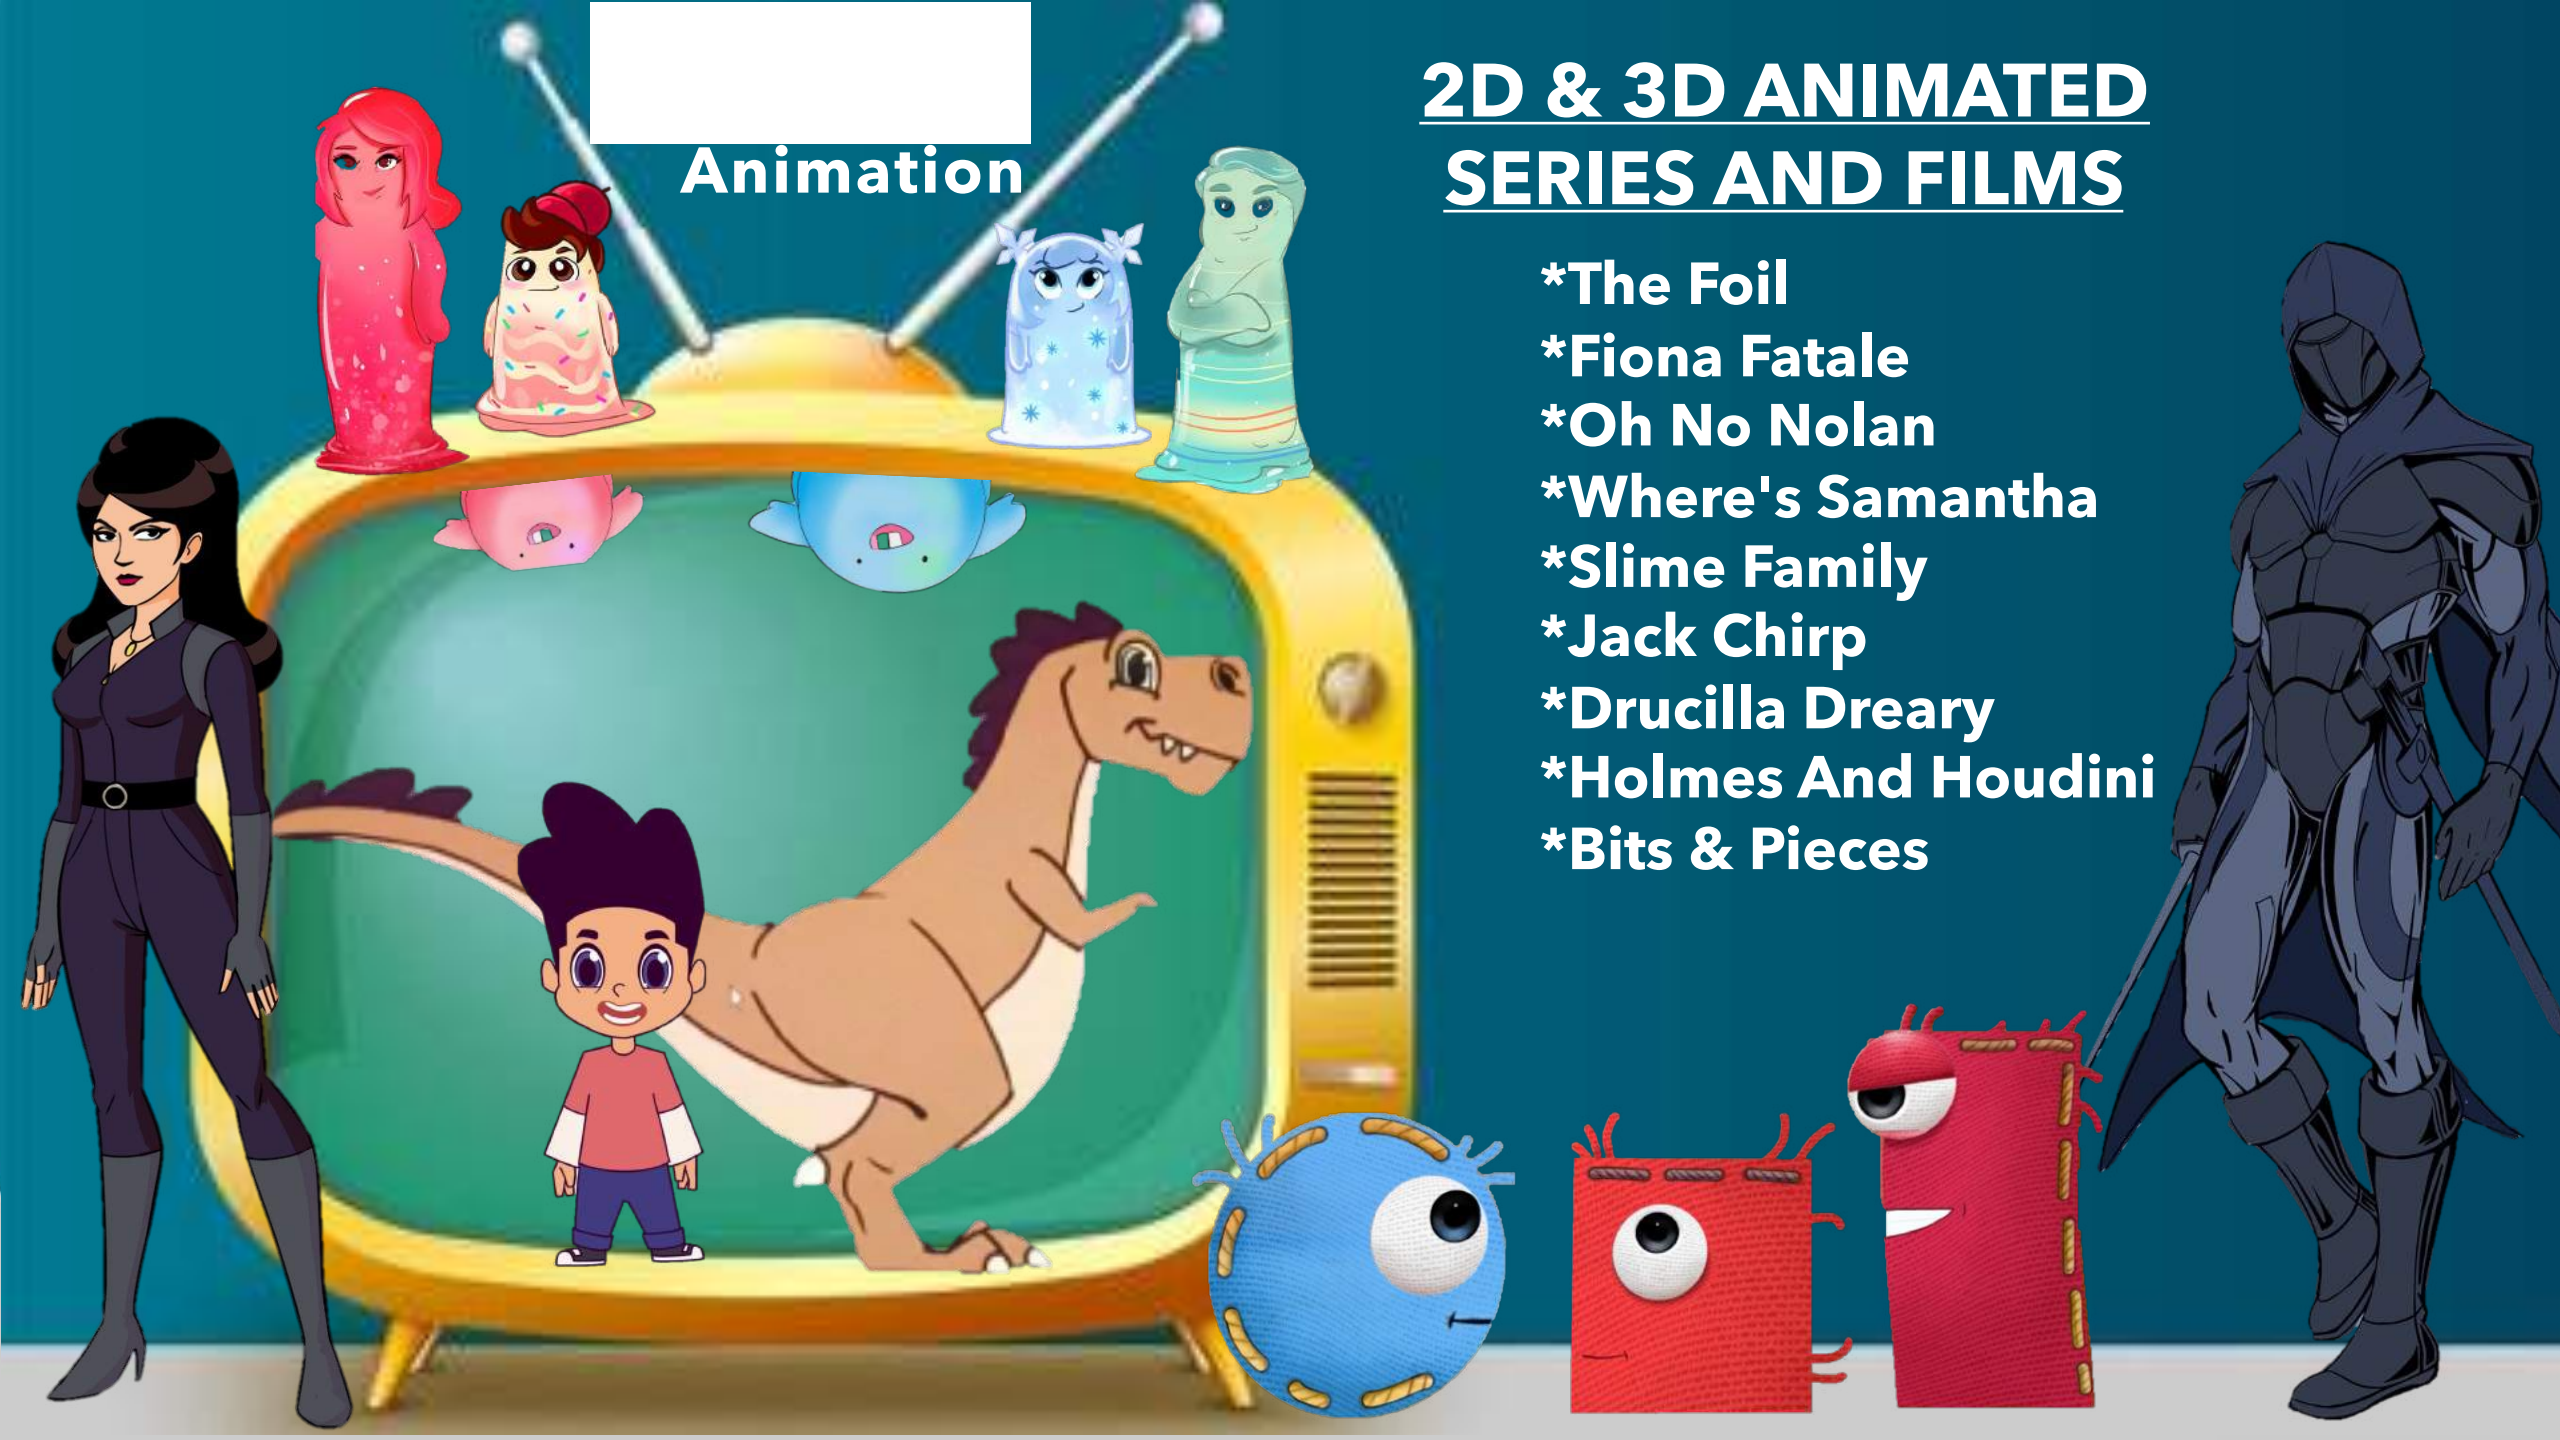 Animation
2D & 3D ANIMATED
SERIES AND FILMS
*The Foil
*Fiona Fatale
*Oh No Nolan
*Where's Samantha
*Slime Family
*Jack Chirp
*Drucilla Dreary
*Holmes And Houdini
*Bits & Pieces